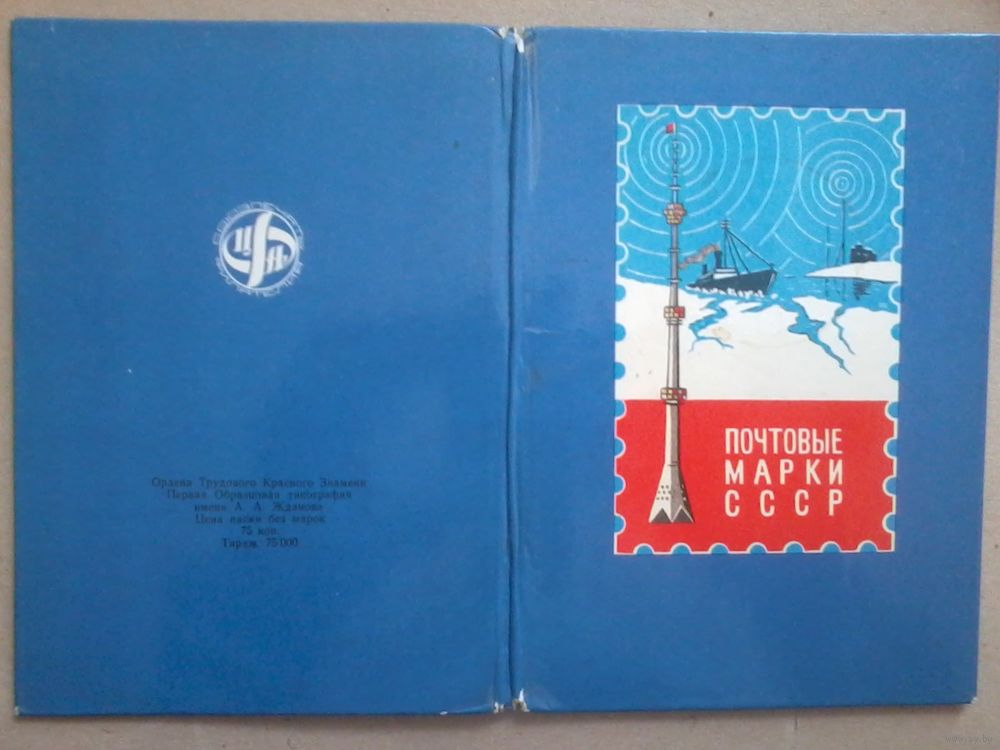 Ордена Трудового Красного Знамени
Первая Образцовая типография
имени А. А. Жданова
Цена папки без марок
75 коп.
Тираж 75 000
ПОЧТОВЫЕ
МАРКИ
СССР